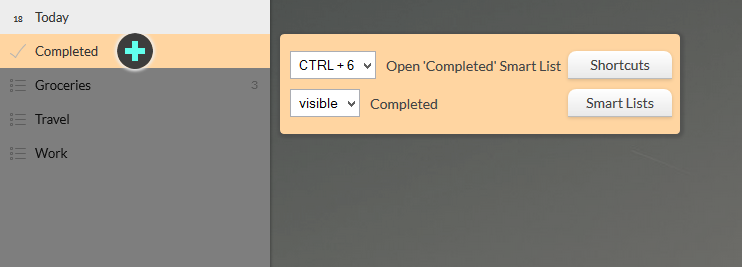 18 Today
Completed
Groceries 3
Travel
Work
CTRL + 6 Open 'Completed' Smart List Shortcuts
visible Completed Smart Lists